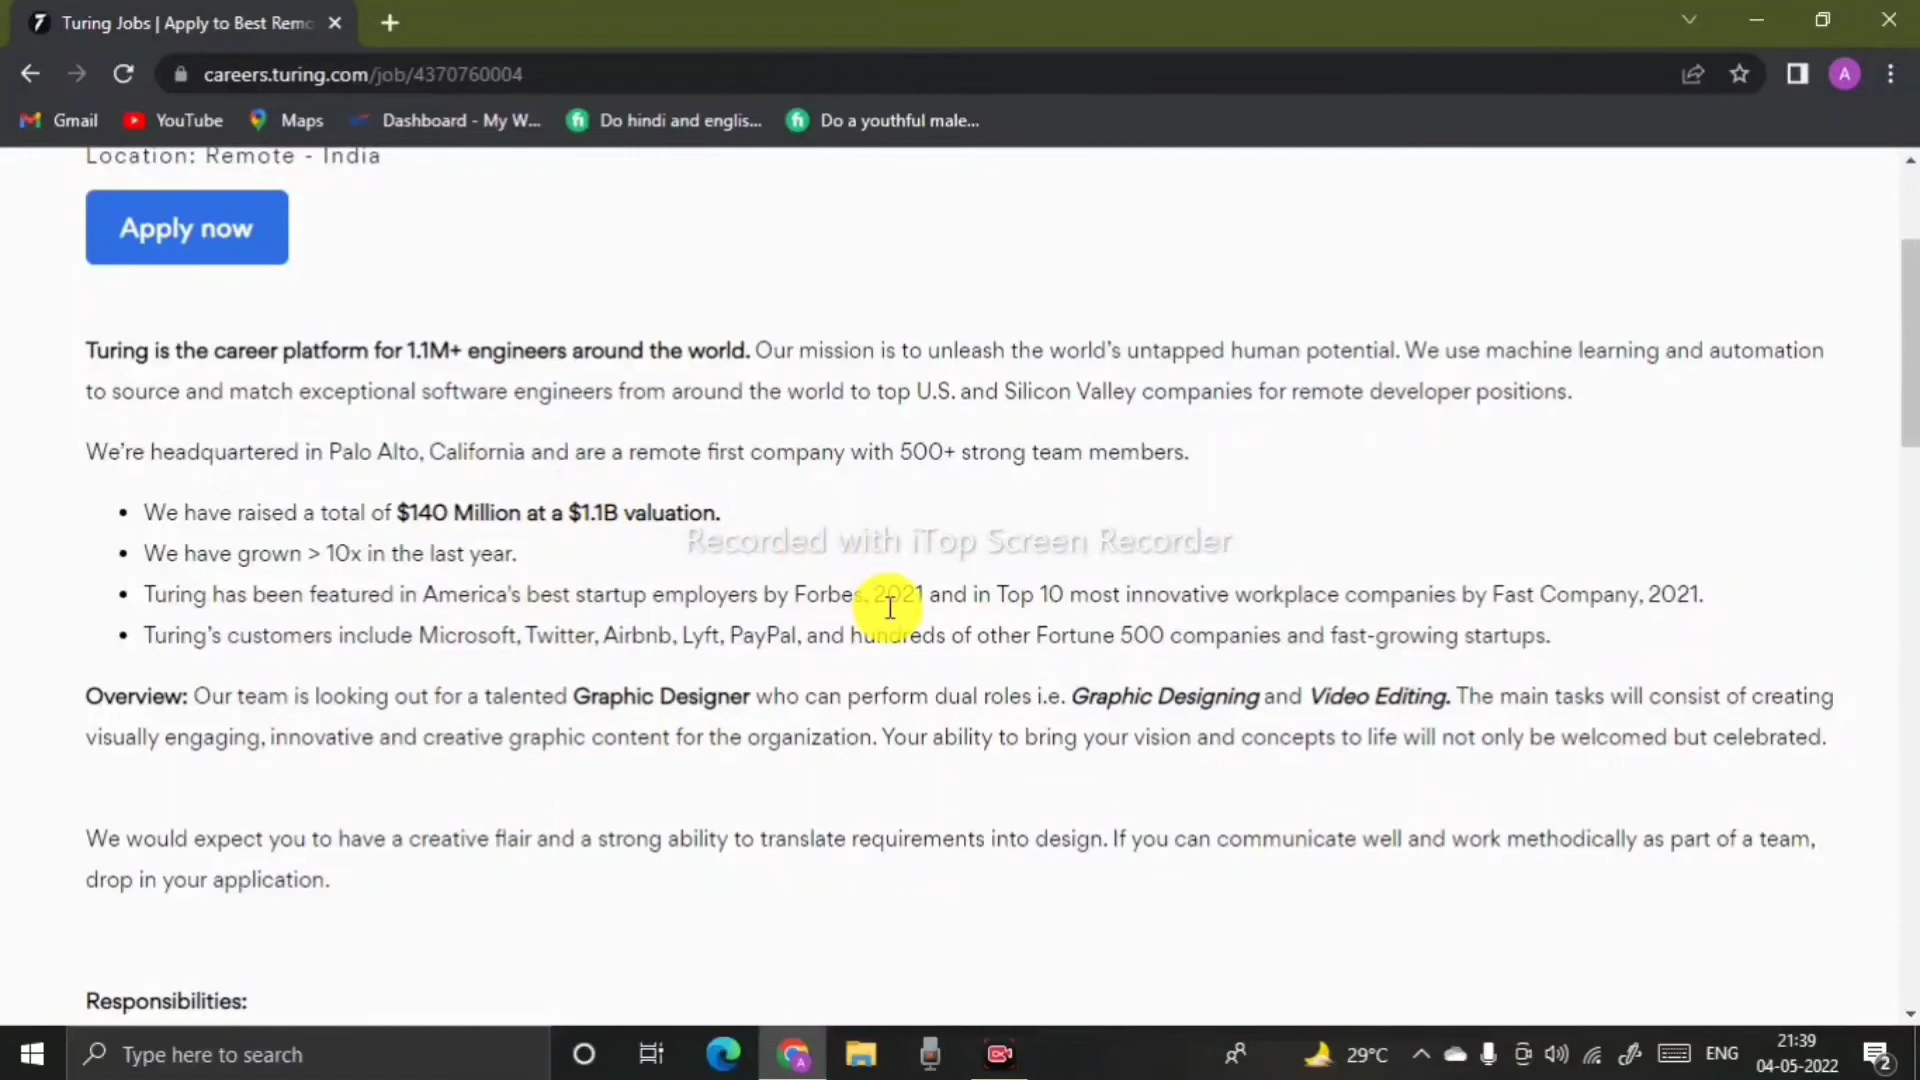 Turing Jobs | Apply to Best Remo
careers.turing.com/job/4370760004
A
Gmail
YouTube
Maps
Dashboard - My W...
Do hindi and englis...
Do a youthful male...
Location: Remote - India
Apply now
Turing is the career platform for 1.1M+ engineers around the world. Our mission is to unleash the world's untapped human potential. We use machine learning and automation
to source and match exceptional software engineers from around the world to top U.S. and Silicon Valley companies for remote developer positions.
We're headquartered in Palo Alto, California and are a remote first company with 500+ strong team members.
• We have raised a total of $140 Million at a $1.1B valuation.
Recorded with iTop Screen Recorder
• We have grown > 10x in the last year.
• Turing has been featured in America's best startup employers by Forbes, 2021 and in Top 10 most innovative workplace companies by Fast Company, 2021.
• Turing's customers include Microsoft, Twitter, Airbnb, Lyft, PayPal, and hundreds of other Fortune 500 companies and fast-growing startups.
Overview: Our team is looking out for a talented Graphic Designer who can perform dual roles i.e. Graphic Designing and Video Editing. The main tasks will consist of creating
visually engaging, innovative and creative graphic content for the organization. Your ability to bring your vision and concepts to life will not only be welcomed but celebrated.
We would expect you to have a creative flair and a strong ability to translate requirements into design. If you can communicate well and work methodically as part of a team,
drop in your application.
Responsibilities:
Type here to search
29°C
ENG
21:39
04-05-2022
2